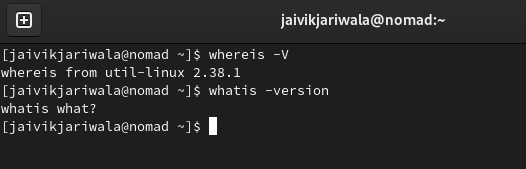 jaivikjariwala@nomad:~
[jaivikjariwala@nomad ~]$ whereis -V
whereis from util-linux 2.38.1
[jaivikjariwala@nomad ~]$ whatis -version
whatis what?
[jaivikjariwala@nomad ~]$